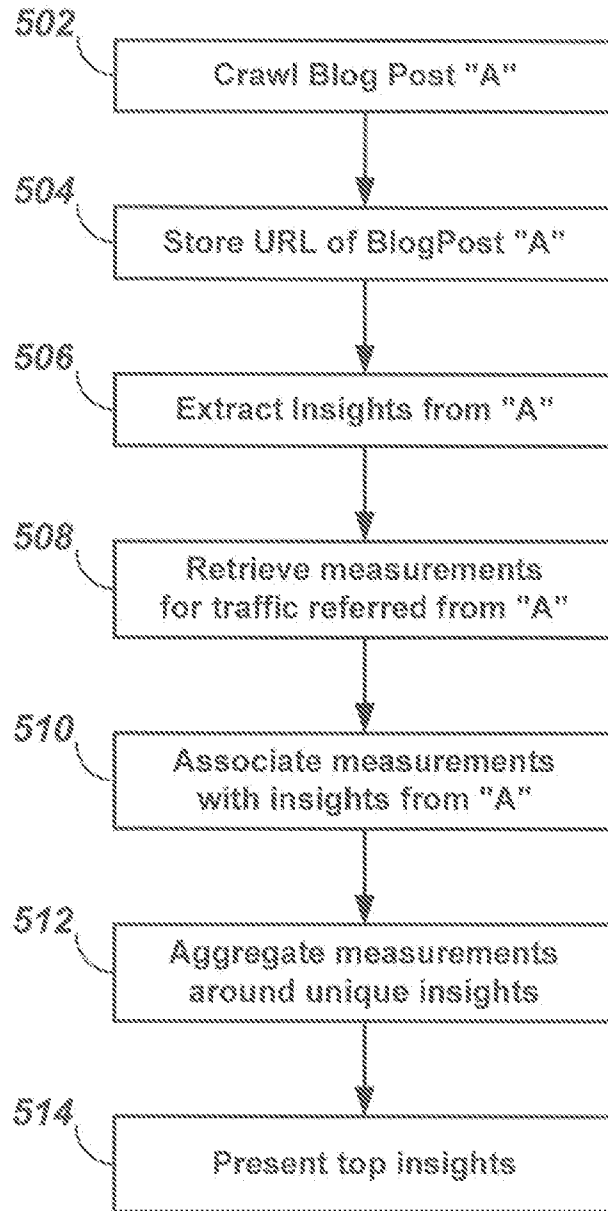 502
Crawl Blog Post "A"
504
Store URL of BlogPost "A"
506
Extract Insights from "A"
508
Retrieve measurements
for traffic referred from "A"
510
Associate measurements
with insights from "A"
512
Aggregate measurements
around unique insights
514
Present top insights